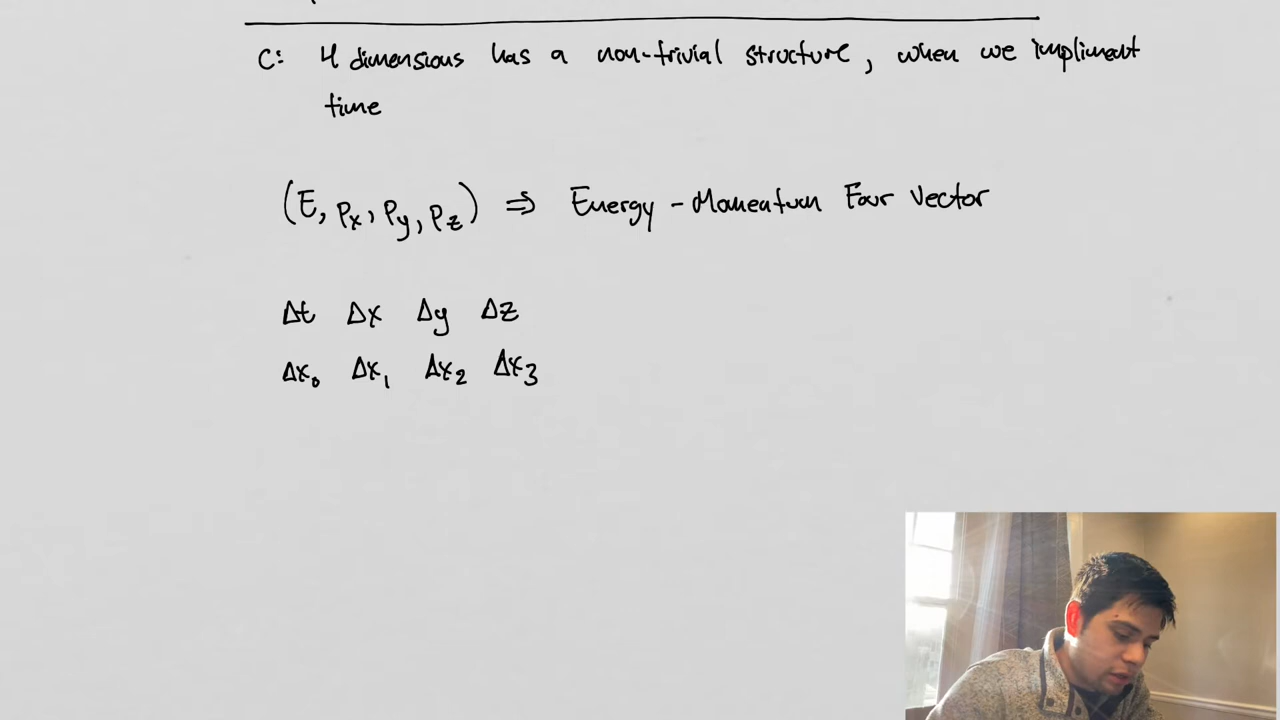 C: 4 dimensions has a non-trivial structure, when we impliment
time
(E, Px, Py, Pz) ⇒ Energy - Momentum Four Vector
Δt Δx Δy Δz
Δx₀ Δx₁ Δx₂ Δx₃